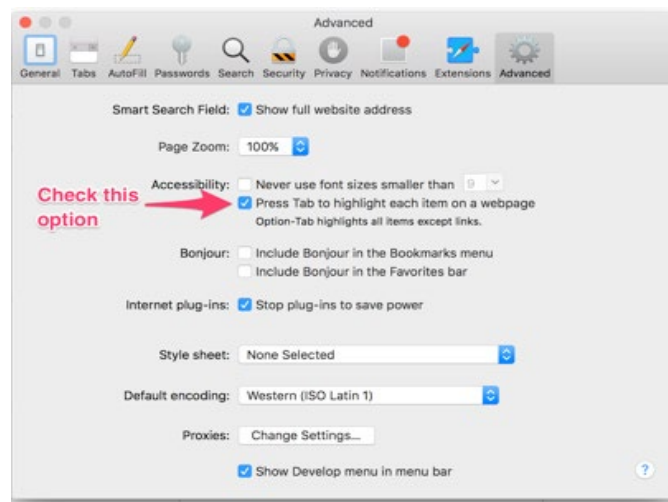 Advanced
General Tabs AutoFill Passwords Search Security Privacy Notifications Extensions Advanced
Smart Search Field: Show full website address
Page Zoom: 100%
Accessibility: Never use font sizes smaller than 9
Check this option
Press Tab to highlight each item on a webpage
Option-Tab highlights all items except links.
Bonjour: Include Bonjour in the Bookmarks menu
Include Bonjour in the Favorites bar
Internet plug-ins: Stop plug-ins to save power
Style sheet: None Selected
Default encoding: Western (ISO Latin 1)
Proxies: Change Settings...
Show Develop menu in menu bar
?